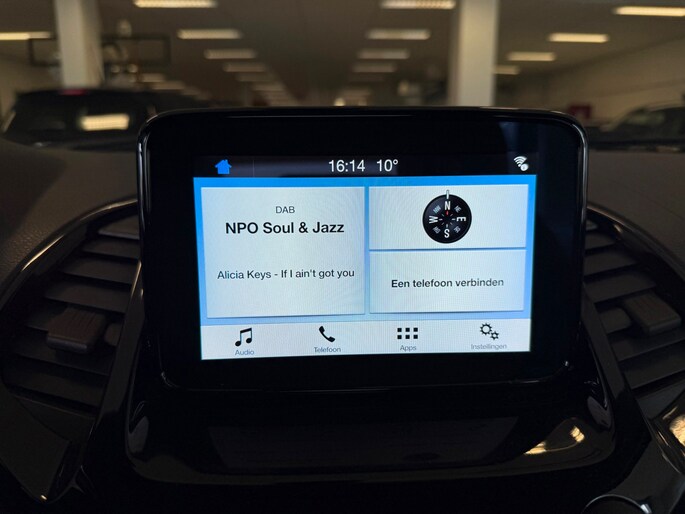 16:14 10°
DAB
NPO Soul & Jazz
Alicia Keys - If I ain't got you
N
W E
S
Een telefoon verbinden
Audio
Telefoon
Apps
Instellingen